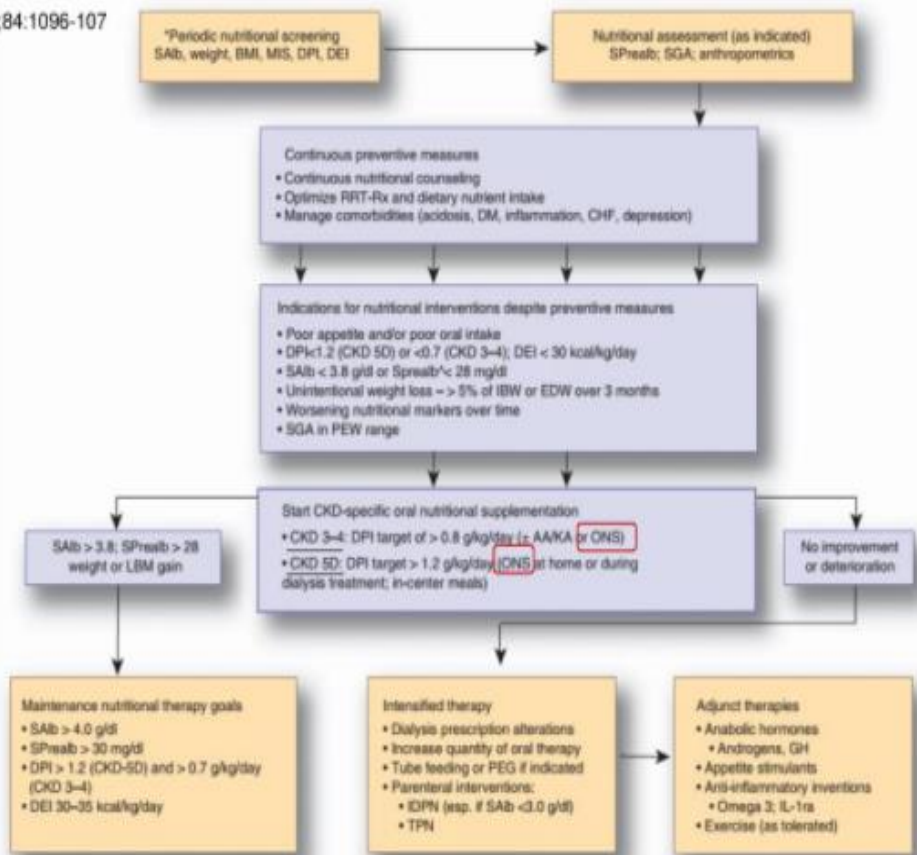 ;84:1096-107
*Periodic nutritional screening
SAlb, weight, BMI, MIS, DPI, DEI
Nutritional assessment (as indicated)
SPrealb; SGA; anthropometrics
Continuous preventive measures
• Continuous nutritional counseling
• Optimize RRT-Rx and dietary nutrient intake
• Manage comorbidities (acidosis, DM, inflammation, CHF, depression)
Indications for nutritional interventions despite preventive measures
• Poor appetite and/or poor oral intake
• DPI<1.2 (CKD 5D) or <0.7 (CKD 3–4); DEI < 30 kcal/kg/day
• SAlb < 3.8 g/dl or Sprealb^< 28 mg/dl
• Unintentional weight loss ~ > 5% of IBW or EDW over 3 months
• Worsening nutritional markers over time
• SGA in PEW range
SAlb > 3.8; SPrealb > 28
weight or LBM gain
Start CKD-specific oral nutritional supplementation
• CKD 3–4: DPI target of > 0.8 g/kg/day (± AA/KA or ONS)
• CKD 5D: DPI target > 1.2 g/kg/day (ONS at home or during
dialysis treatment; in-center meals)
No improvement
or deterioration
Maintenance nutritional therapy goals
• SAlb > 4.0 g/dl
• SPrealb > 30 mg/dl
• DPI > 1.2 (CKD-5D) and > 0.7 g/kg/day
(CKD 3–4)
• DEI 30–35 kcal/kg/day
Intensified therapy
• Dialysis prescription alterations
• Increase quantity of oral therapy
• Tube feeding or PEG if indicated
• Parenteral interventions:
• IDPN (esp. if SAlb <3.0 g/dl)
• TPN
Adjunct therapies
• Anabolic hormones
• Androgens, GH
• Appetite stimulants
• Anti-inflammatory inventions
• Omega 3; IL-1ra
• Exercise (as tolerated)